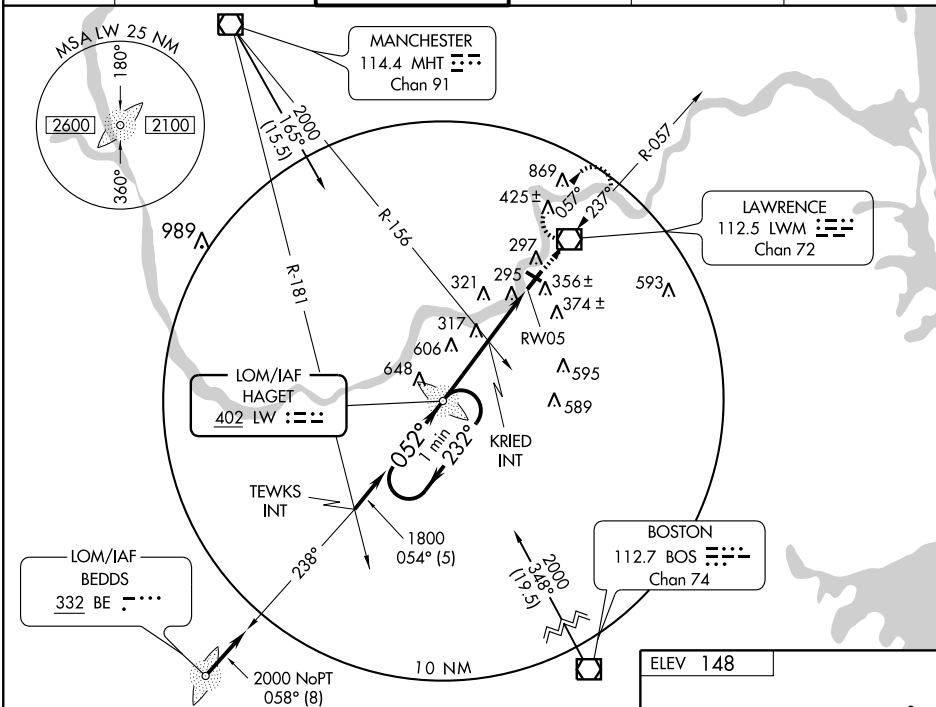 MSA LW 25 NM
180°
2600
2100
360°
MANCHESTER
114.4 MHT
Chan 91
2000
165°
(15.5)
R-156
R-181
989
869
425±
057°
237°
R-057
LAWRENCE
112.5 LWM
Chan 72
297
295
321
317
356±
374±
593
RW05
606
648
595
589
LOM/IAF
HAGET
402 LW
KRIED
INT
052°
1 min
232°
TEWKS
INT
1800
054° (5)
238°
LOM/IAF
BEDDS
332 BE
2000 NoPT
058° (8)
10 NM
2000
348°
(19.5)
BOSTON
112.7 BOS
Chan 74
ELEV 148